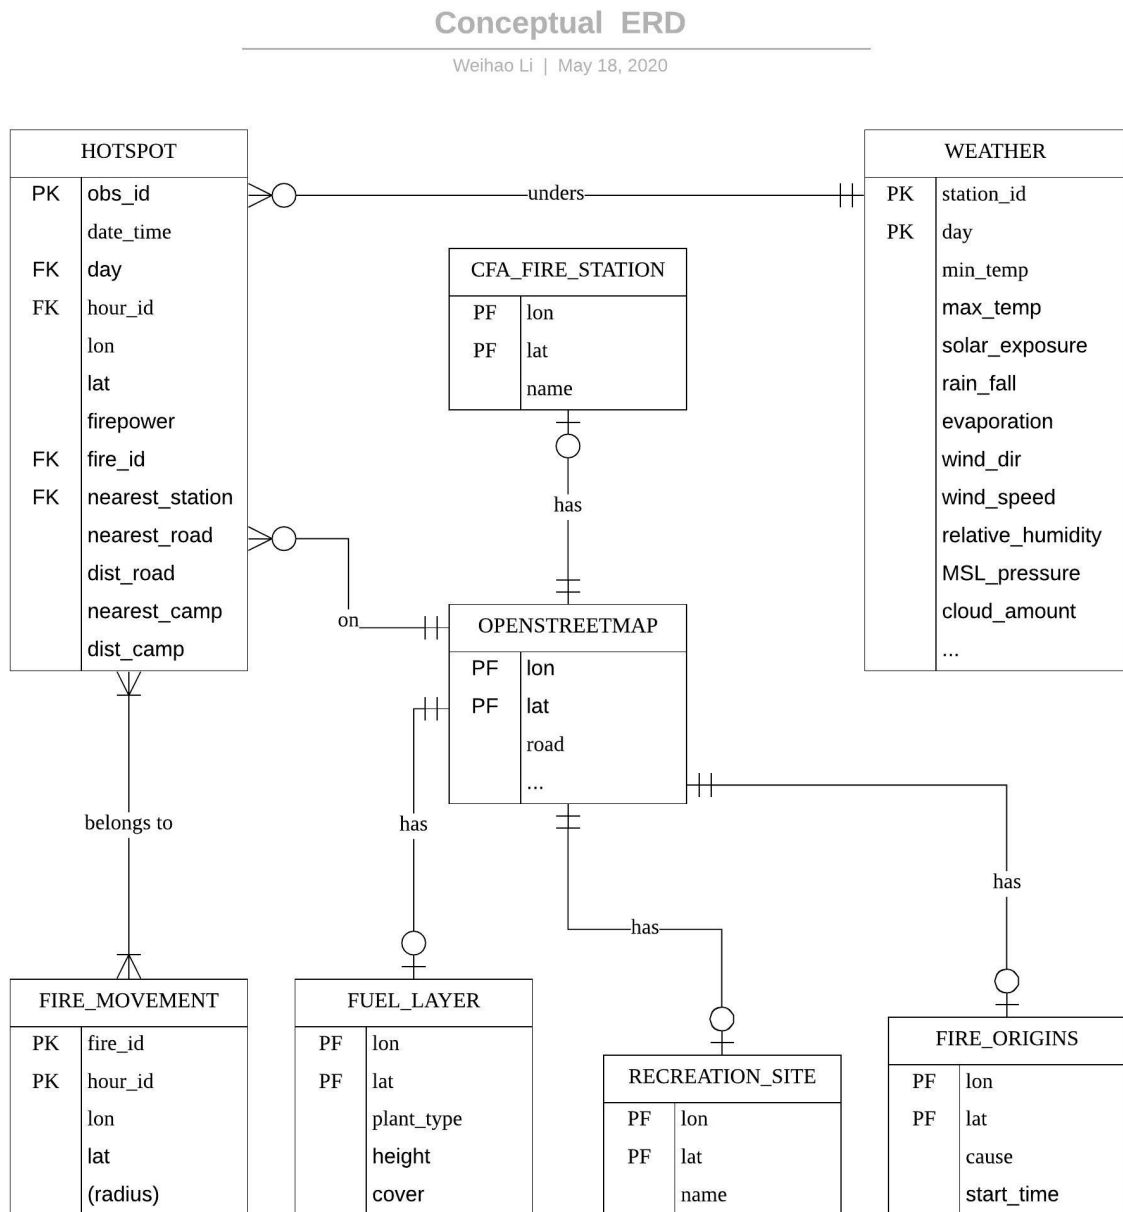 Conceptual ERD
Weihao Li | May 18, 2020
HOTSPOT
PK obs_id
date_time
FK day
FK hour_id
lon
lat
firepower
FK fire_id
FK nearest_station
nearest_road
dist_road
nearest_camp
dist_camp
unders
WEATHER
PK station_id
PK day
min_temp
max_temp
solar_exposure
rain_fall
evaporation
wind_dir
wind_speed
relative_humidity
MSL_pressure
cloud_amount
...
CFA_FIRE_STATION
PF lon
PF lat
name
has
on
OPENSTREETMAP
PF lon
PF lat
road
...
belongs to
has
has
has
FIRE_MOVEMENT
PK fire_id
PK hour_id
lon
lat
(radius)
FUEL_LAYER
PF lon
PF lat
plant_type
height
cover
RECREATION_SITE
PF lon
PF lat
name
FIRE_ORIGINS
PF lon
PF lat
cause
start_time